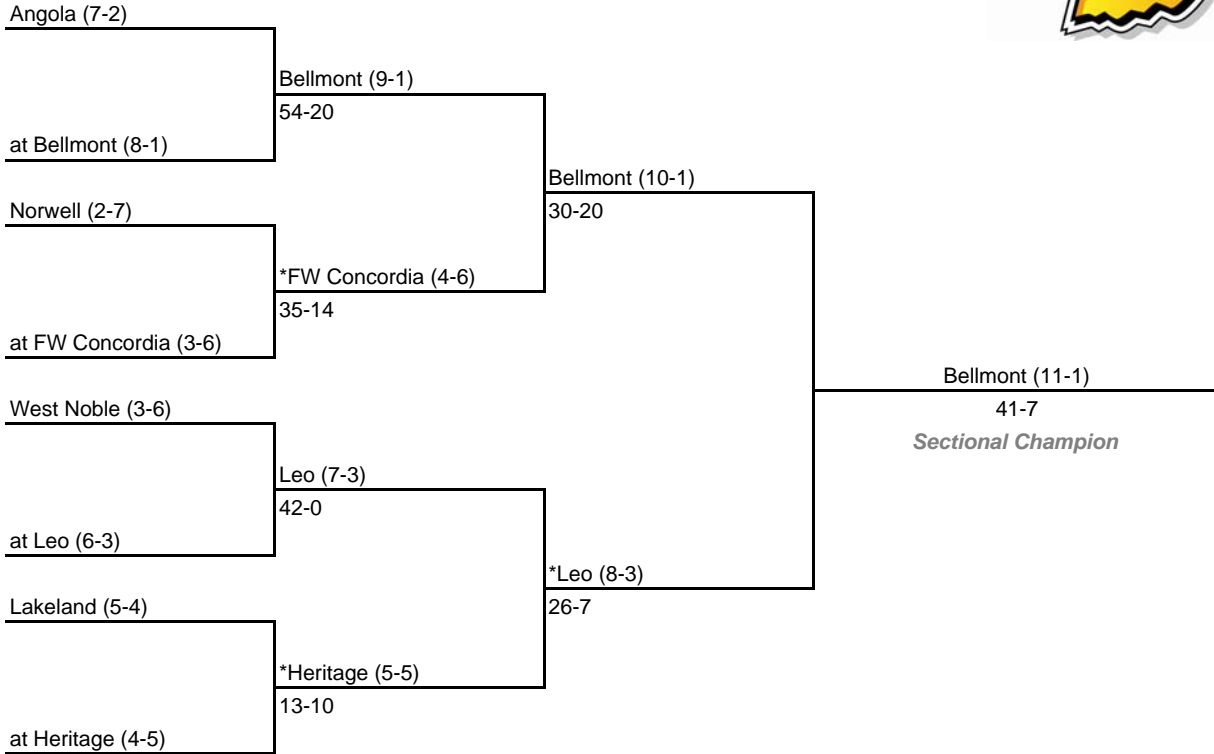 Angola (7-2)
Bellmont (9-1)
54-20
at Bellmont (8-1)
Bellmont (10-1)
30-20
Norwell (2-7)
*FW Concordia (4-6)
35-14
at FW Concordia (3-6)
Bellmont (11-1)
41-7
Sectional Champion
West Noble (3-6)
Leo (7-3)
42-0
at Leo (6-3)
*Leo (8-3)
26-7
Lakeland (5-4)
*Heritage (5-5)
13-10
at Heritage (4-5)